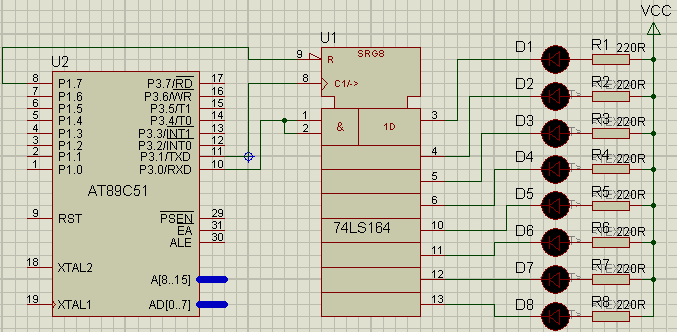 VCC
U1
U2
SRG8
R
C1/->
&
1D
74LS164
9
8
1
2
3
4
5
6
10
11
12
13
8 P1.7 P3.7/RD 17
7 P1.6 P3.6/WR 16
6 P1.5 P3.5/T1 15
5 P1.4 P3.4/T0 14
4 P1.3 P3.3/INT1 13
3 P1.2 P3.2/INT0 12
2 P1.1 P3.1/TXD 11
1 P1.0 P3.0/RXD 10
AT89C51
9 RST PSEN 29
EA 31
ALE 30
18 XTAL2
A[8..15]
19 XTAL1 AD[0..7]
D1 R1 220R
D2 R2 220R
D3 R3 220R
D4 R4 220R
D5 R5 220R
D6 R6 220R
D7 R7 220R
D8 R8 220R